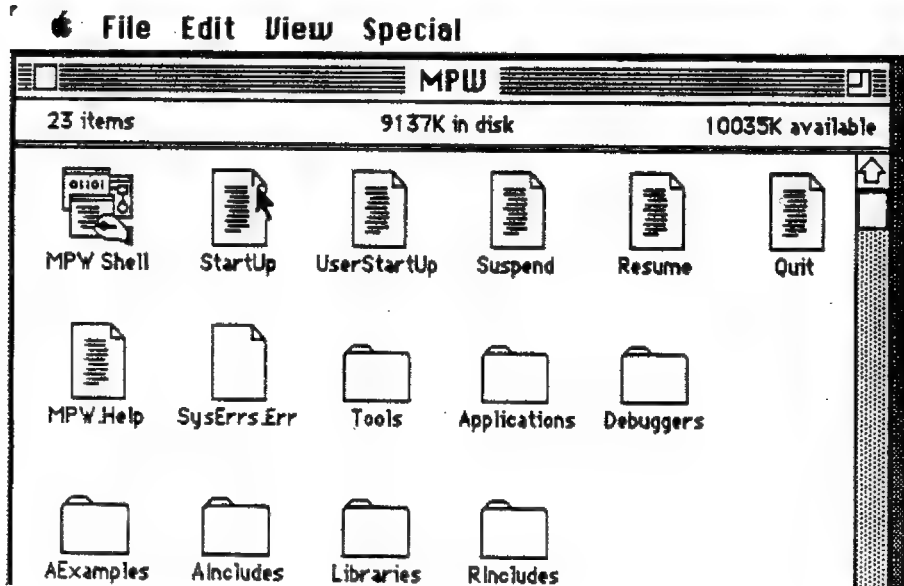 File Edit View Special
MPW
23 items 9137K in disk 10035K available
01101
MPW Shell StartUp UserStartUp Suspend Resume Quit
MPW.Help SysErrs.Err Tools Applications Debuggers
AExamples AIncludes Libraries RIncludes